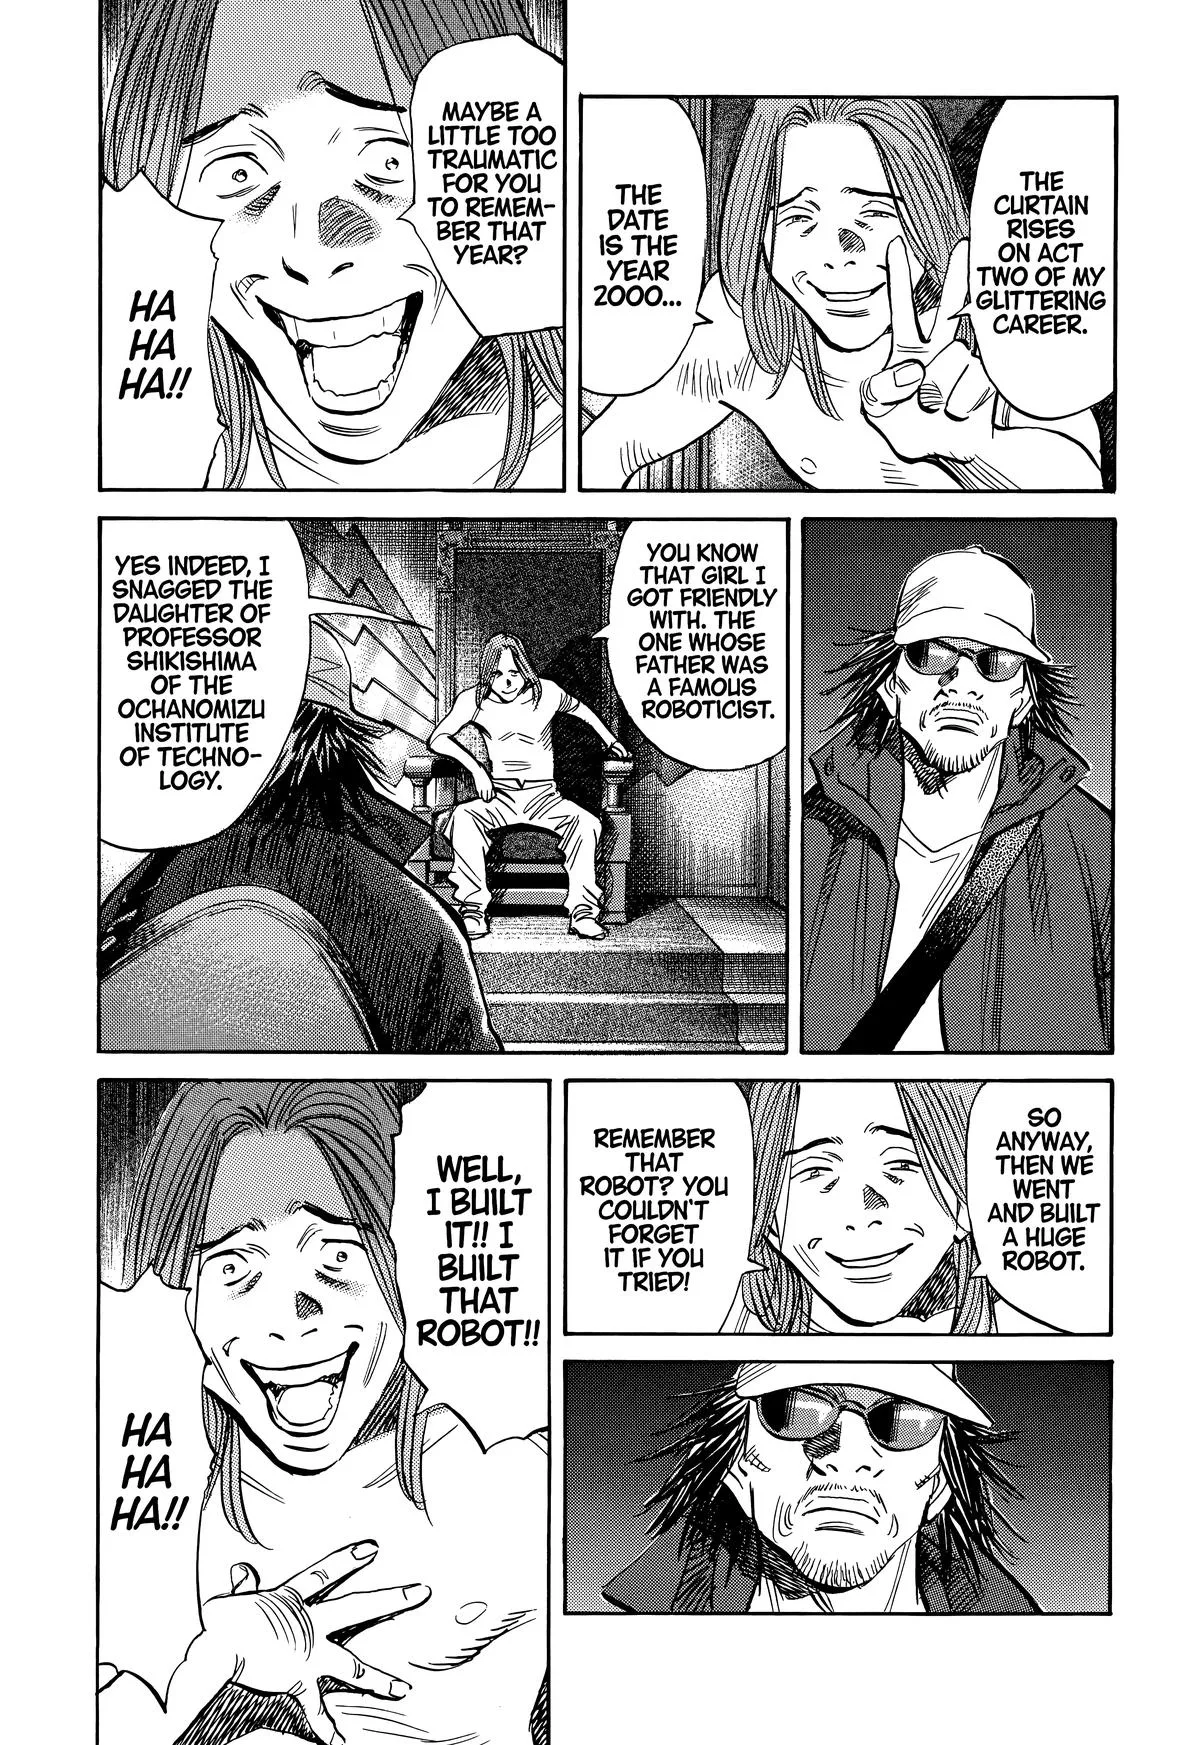 THE
CURTAIN
RISES
ON ACT
TWO OF MY
GLITTERING
CAREER.
THE
DATE
IS THE
YEAR
2000...
MAYBE A
LITTLE TOO
TRAUMATIC
FOR YOU
TO REMEM-
BER THAT
YEAR?
HA
HA
HA!!
YOU KNOW
THAT GIRL I
GOT FRIENDLY
WITH. THE
ONE WHOSE
FATHER WAS
A FAMOUS
ROBOTICIST.
YES INDEED, I
SNAGGED THE
DAUGHTER OF
PROFESSOR
SHIKISHIMA
OF THE
OCHANOMIZU
INSTITUTE
OF TECHNO-
LOGY.
SO
ANYWAY,
THEN WE
WENT
AND BUILT
A HUGE
ROBOT.
REMEMBER
THAT
ROBOT? YOU
COULDN'T
FORGET
IT IF YOU
TRIED!
WELL,
I BUILT
IT!! I
BUILT
THAT
ROBOT!!
HA
HA
HA!!